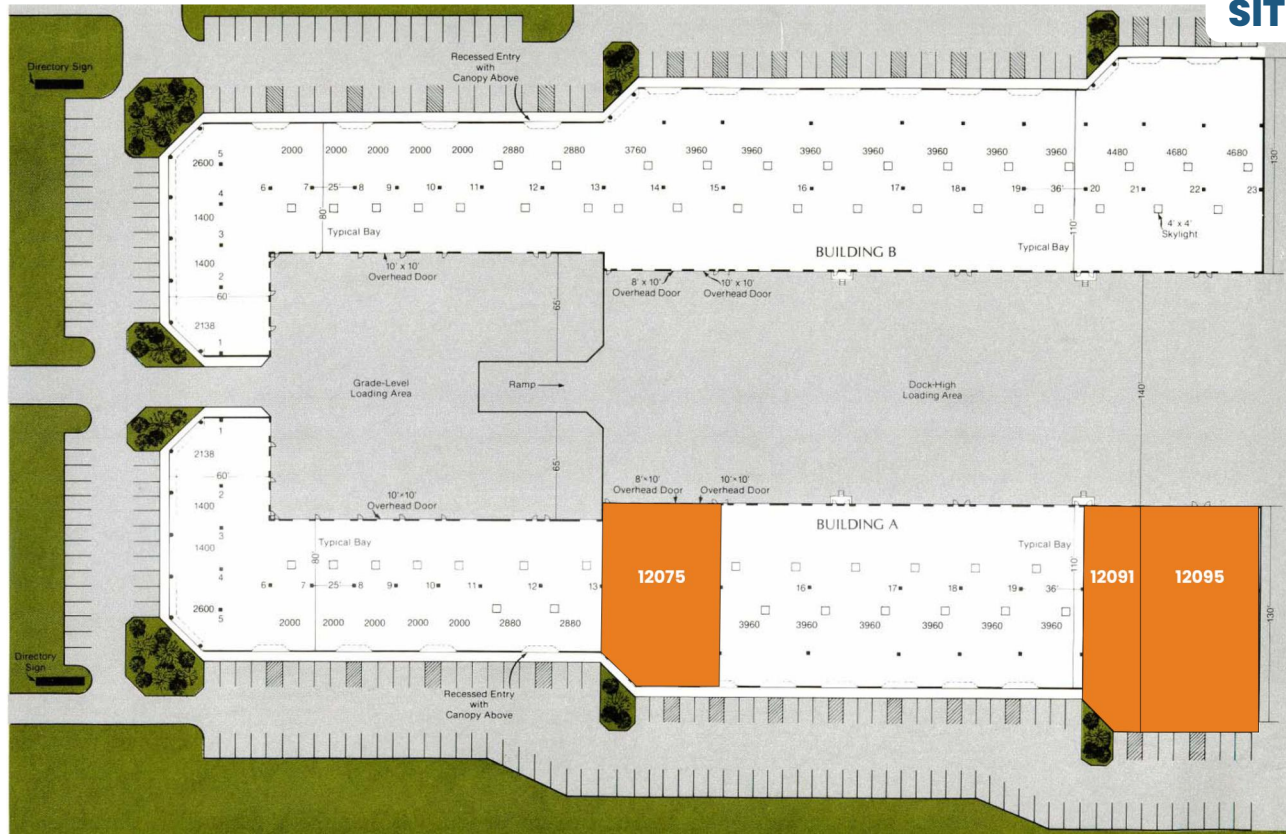 SIT
Directory Sign
Recessed Entry
with
Canopy Above
5
2600
4
1400
3
1400
2
60'
2138
1
2000 2000 2000 2000 2000 2880 2880 3760 3960 3960 3960 3960 3960 3960 3960 4480 4680 4680
130'
6 7 25' 8 9 10 11 12 13 14 15 16 17 18 19 36' 20 21 22 23
80'
110'
Typical Bay
BUILDING B
Typical Bay
4' x 4'
Skylight
10' x 10'
Overhead Door
8' x 10'
Overhead Door
10' x 10'
Overhead Door
65'
Grade-Level
Loading Area
Ramp
Dock-High
Loading Area
140'
65'
1
2138
60'
2
1400
3
1400
4
2600
5
10'×10'
Overhead Door
8'×10'
Overhead Door
10'×10'
Overhead Door
Typical Bay
BUILDING A
Typical Bay
80'
110'
6 7 25' 8 9 10 11 12 13
12075
16 17 18 19 36'
12091
12095
130'
2000 2000 2000 2000 2000 2880 2880
3960 3960 3960 3960 3960 3960
Directory
Sign
Recessed Entry
with
Canopy Above